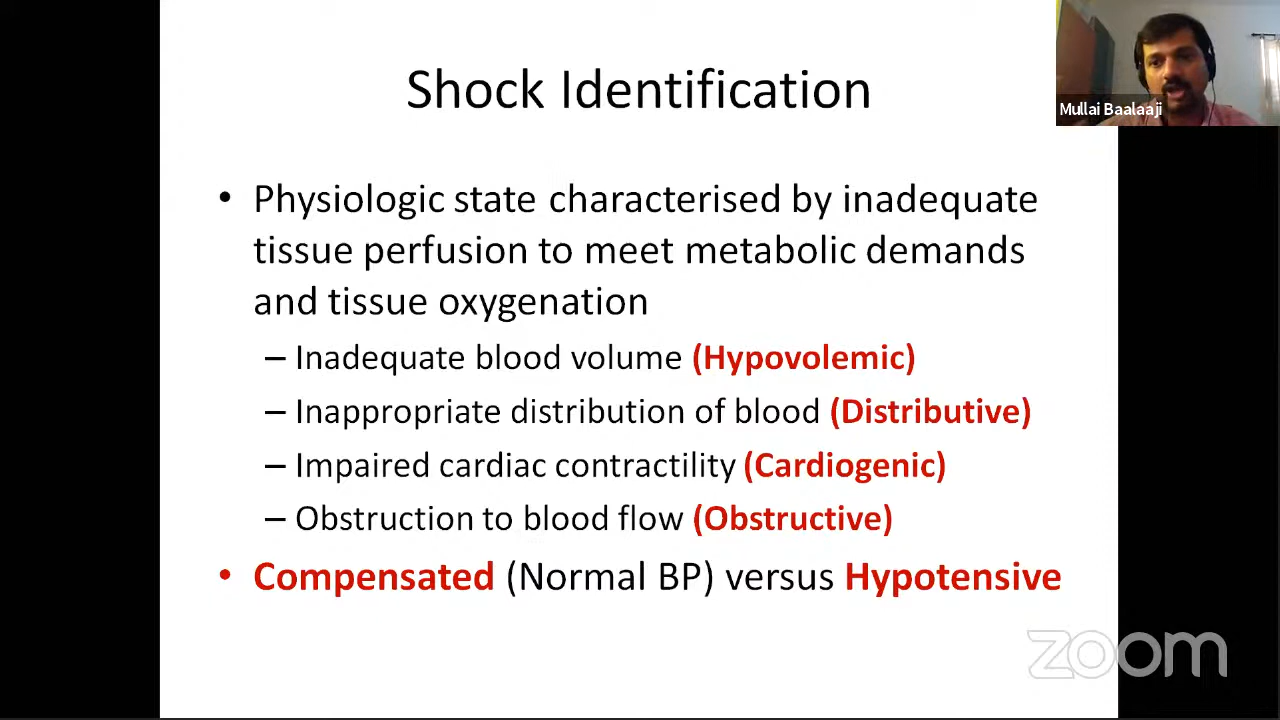 Shock Identification
Mullai Baalaaji
• Physiologic state characterised by inadequate
tissue perfusion to meet metabolic demands
and tissue oxygenation
– Inadequate blood volume (Hypovolemic)
– Inappropriate distribution of blood (Distributive)
– Impaired cardiac contractility (Cardiogenic)
– Obstruction to blood flow (Obstructive)
• Compensated (Normal BP) versus Hypotensive
zoom